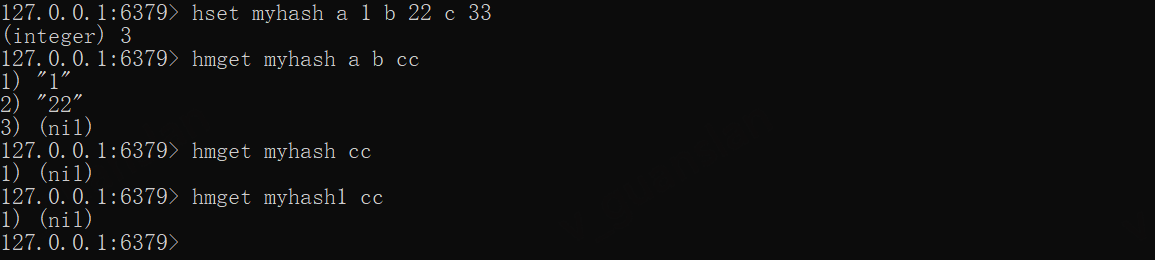 127.0.0.1:6379> hset myhash a 1 b 22 c 33
(integer) 3
127.0.0.1:6379> hmget myhash a b cc
1) "1"
2) "22"
3) (nil)
127.0.0.1:6379> hmget myhash cc
1) (nil)
127.0.0.1:6379> hmget myhash1 cc
1) (nil)
127.0.0.1:6379>